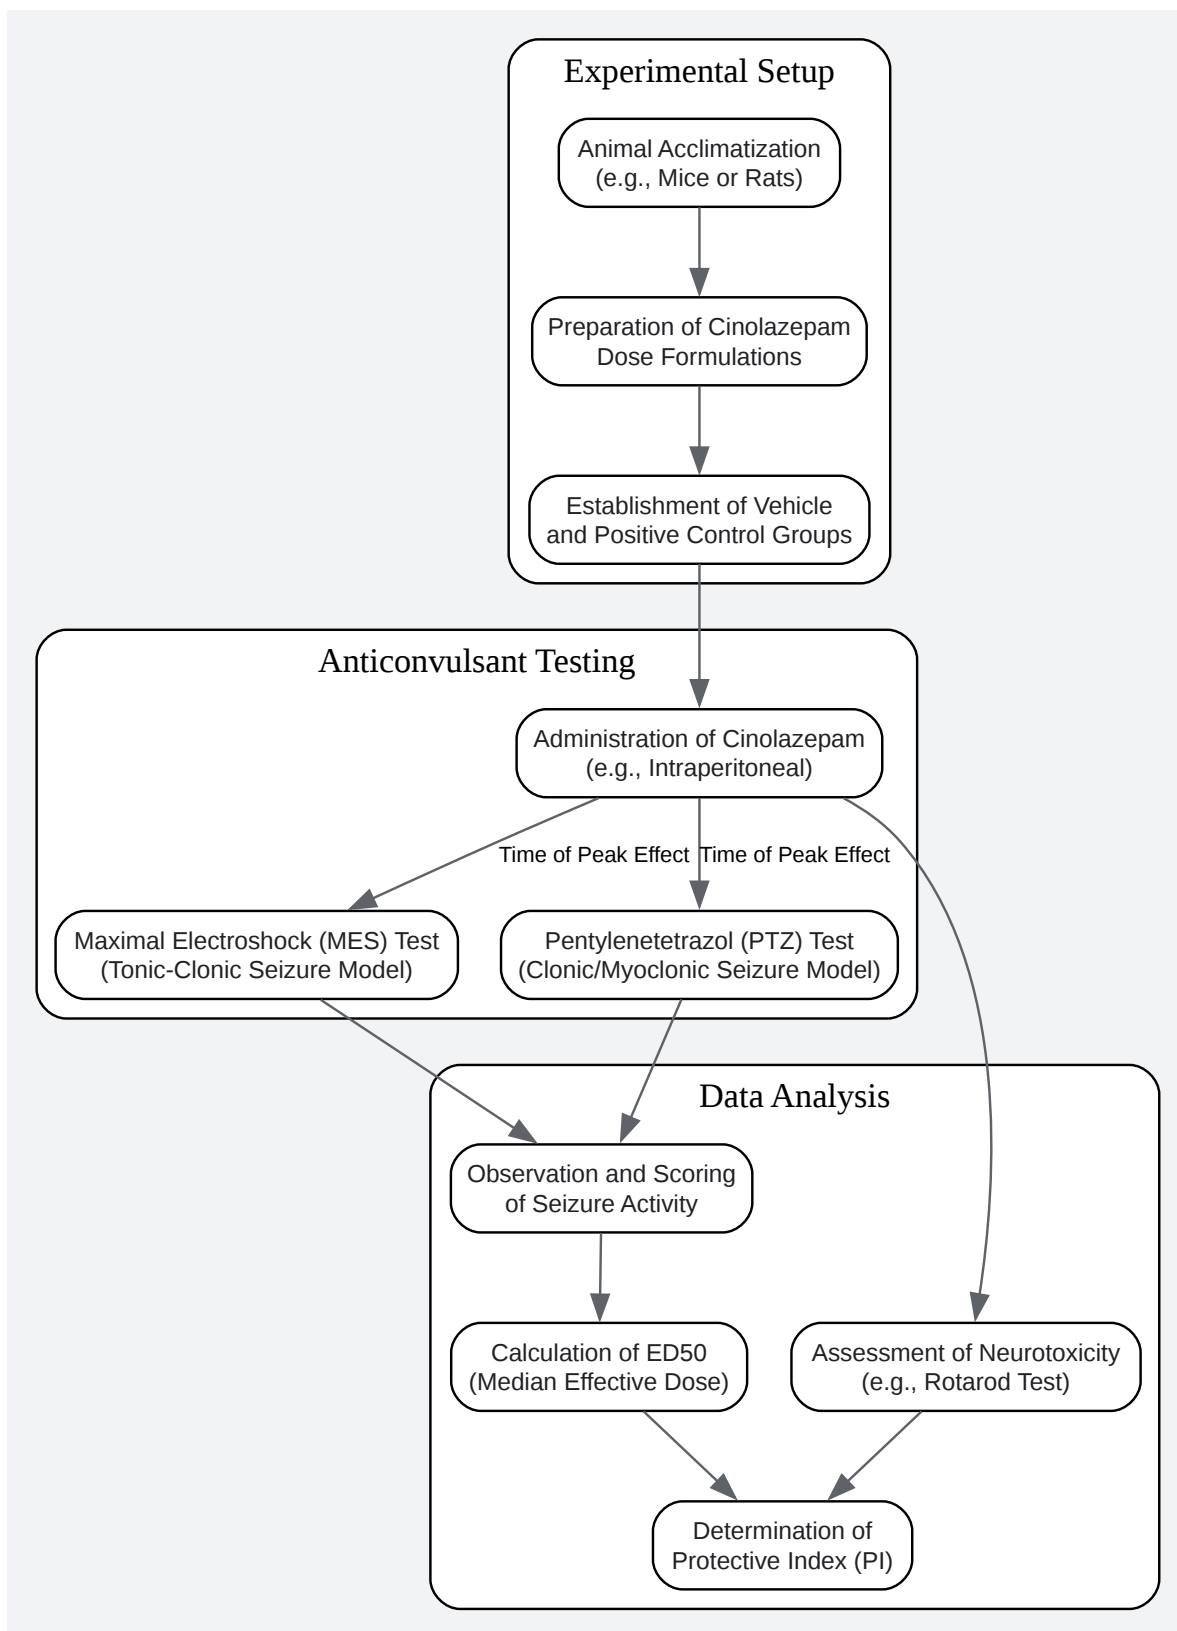 Experimental Setup
Animal Acclimatization
(e.g., Mice or Rats)
Preparation of Cinolazepam
Dose Formulations
Establishment of Vehicle
and Positive Control Groups
Anticonvulsant Testing
Administration of Cinolazepam
(e.g., Intraperitoneal)
Time of Peak Effect
Time of Peak Effect
Maximal Electroshock (MES) Test
(Tonic-Clonic Seizure Model)
Pentylenetetrazol (PTZ) Test
(Clonic/Myoclonic Seizure Model)
Data Analysis
Observation and Scoring
of Seizure Activity
Calculation of ED50
(Median Effective Dose)
Assessment of Neurotoxicity
(e.g., Rotarod Test)
Determination of
Protective Index (PI)